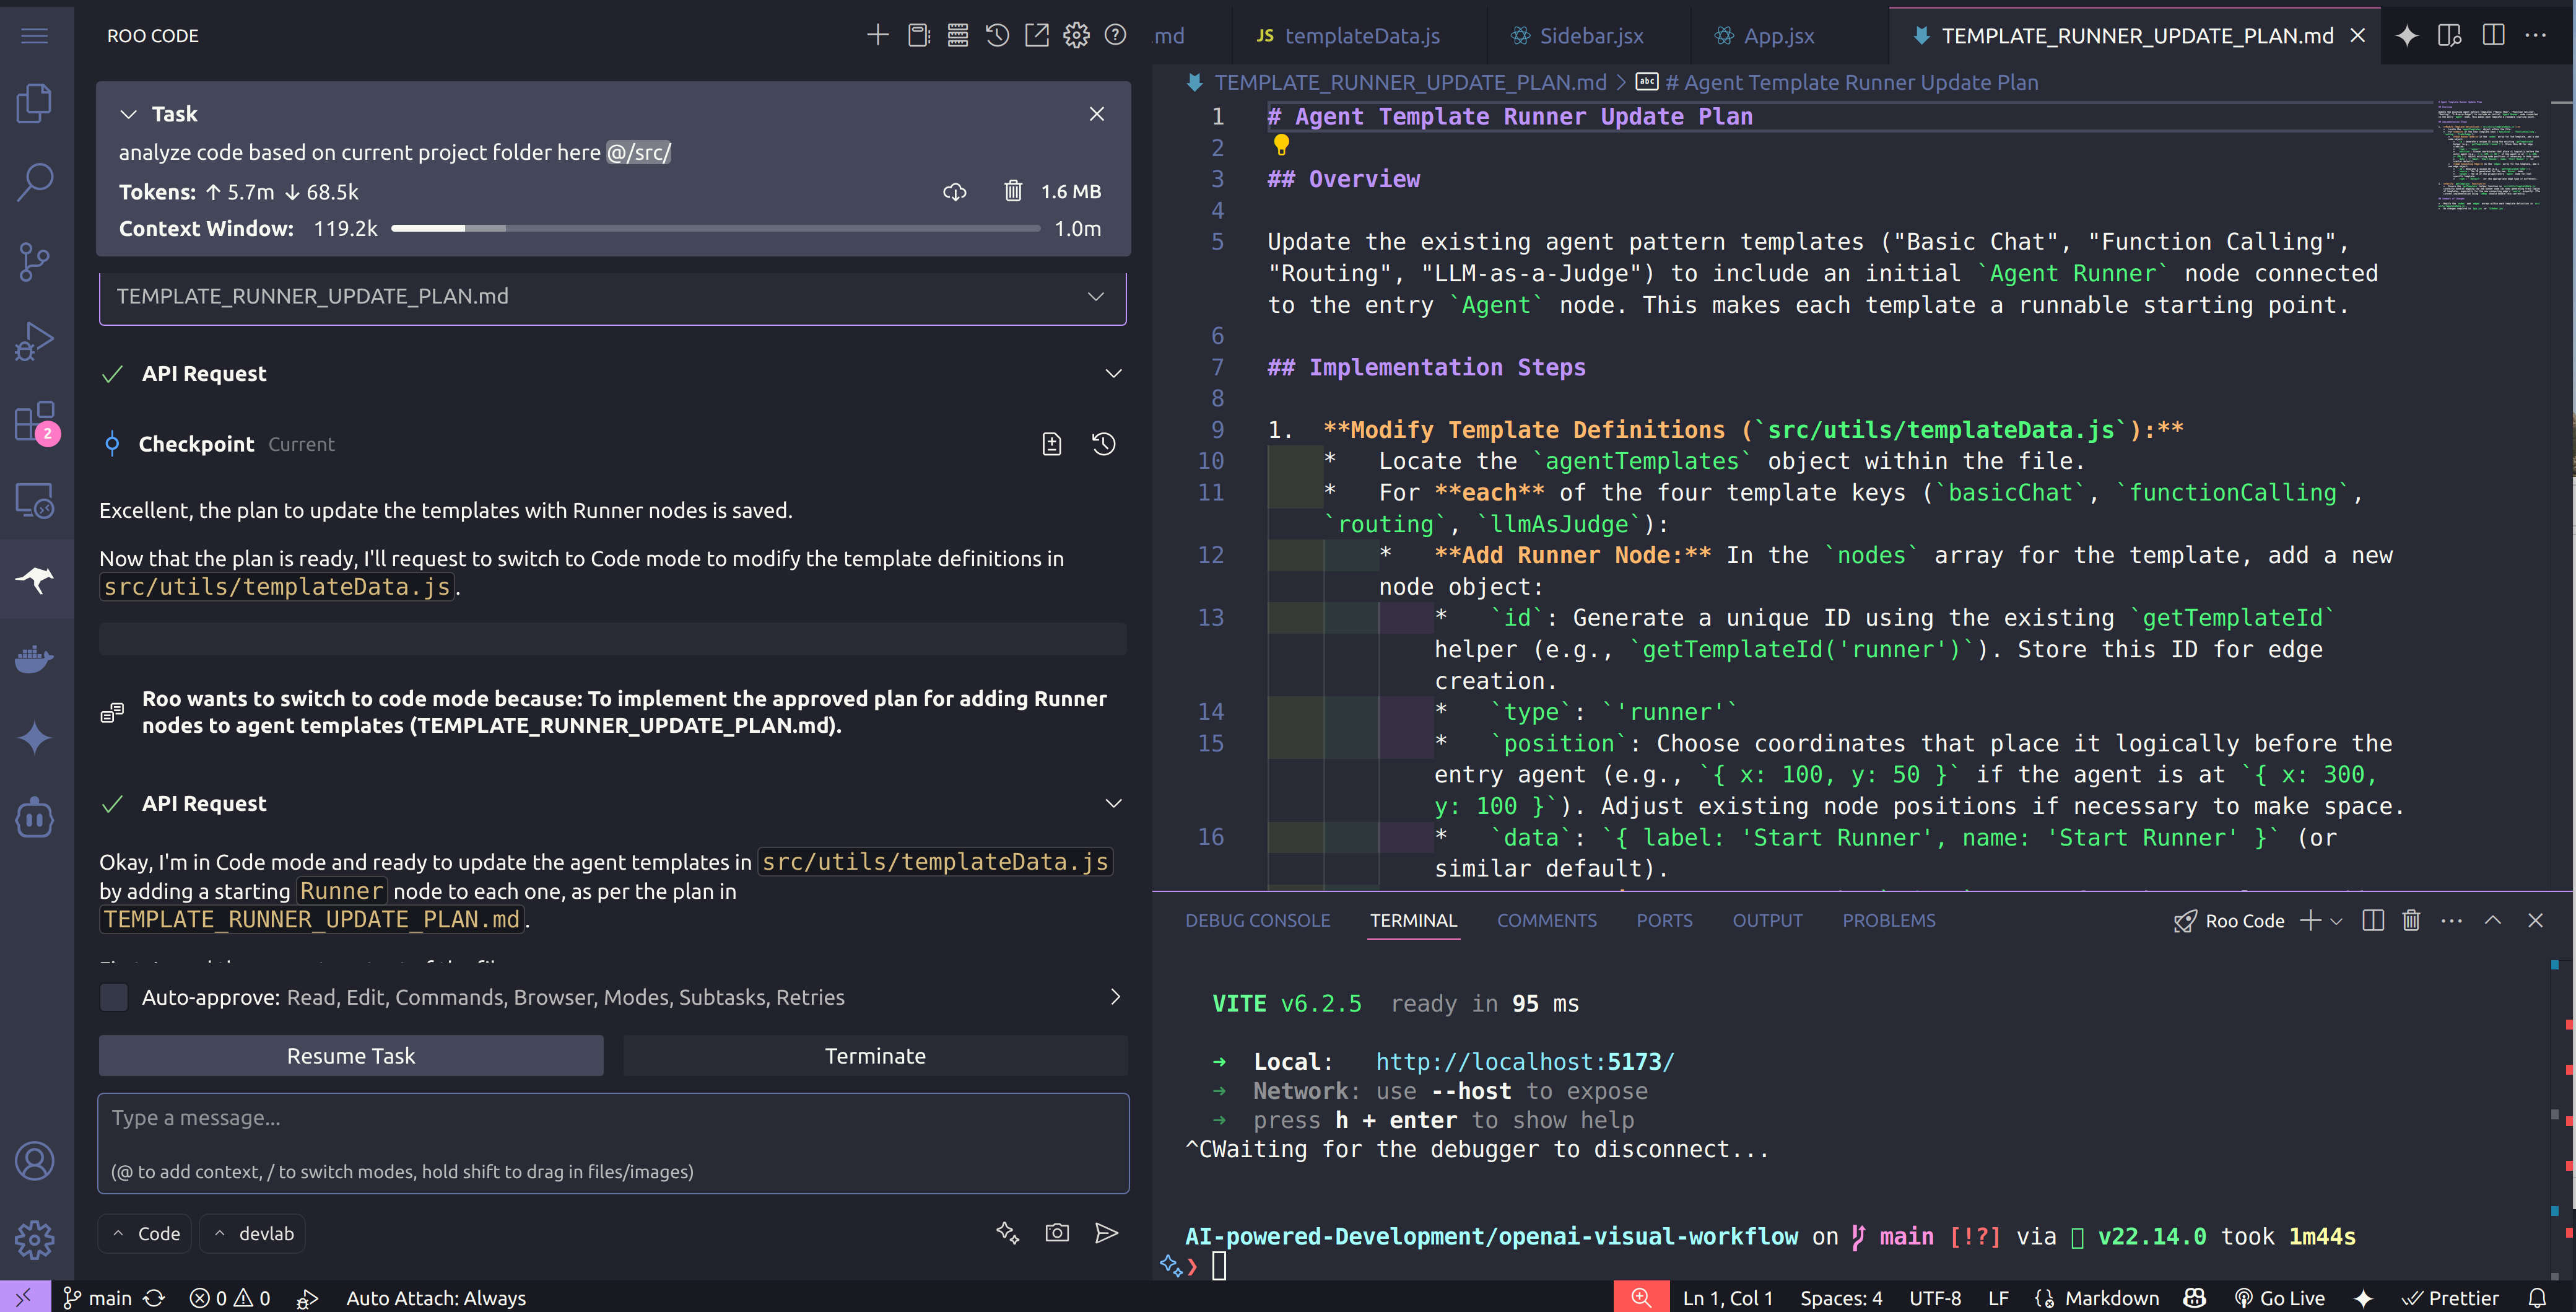 ROO CODE
Task
analyze code based on current project folder here @/src/
Tokens: ↑ 5.7m ↓ 68.5k
1.6 MB
Context Window: 119.2k
1.0m
TEMPLATE_RUNNER_UPDATE_PLAN.md
API Request
Checkpoint Current
Excellent, the plan to update the templates with Runner nodes is saved.
Now that the plan is ready, I'll request to switch to Code mode to modify the template definitions in
src/utils/templateData.js.
Roo wants to switch to code mode because: To implement the approved plan for adding Runner
nodes to agent templates (TEMPLATE_RUNNER_UPDATE_PLAN.md).
API Request
Okay, I'm in Code mode and ready to update the agent templates in src/utils/templateData.js
by adding a starting Runner node to each one, as per the plan in
TEMPLATE_RUNNER_UPDATE_PLAN.md.
Auto-approve: Read, Edit, Commands, Browser, Modes, Subtasks, Retries
Resume Task
Terminate
Type a message...
(@ to add context, / to switch modes, hold shift to drag in files/images)
Code
devlab
2
.md
JS templateData.js
Sidebar.jsx
App.jsx
TEMPLATE_RUNNER_UPDATE_PLAN.md
TEMPLATE_RUNNER_UPDATE_PLAN.md > abc # Agent Template Runner Update Plan
1 # Agent Template Runner Update Plan
2
3 ## Overview
4
5 Update the existing agent pattern templates ("Basic Chat", "Function Calling",
"Routing", "LLM-as-a-Judge") to include an initial `Agent Runner` node connected
to the entry `Agent` node. This makes each template a runnable starting point.
6
7 ## Implementation Steps
8
9 1. **Modify Template Definitions (`src/utils/templateData.js`):**
10 * Locate the `agentTemplates` object within the file.
11 * For **each** of the four template keys (`basicChat`, `functionCalling`,
`routing`, `llmAsJudge`):
12 * **Add Runner Node:** In the `nodes` array for the template, add a new
node object:
13 * `id`: Generate a unique ID using the existing `getTemplateId`
helper (e.g., `getTemplateId('runner')`). Store this ID for edge
creation.
14 * `type`: `'runner'`
15 * `position`: Choose coordinates that place it logically before the
entry agent (e.g., `{ x: 100, y: 50 }` if the agent is at `{ x: 300,
y: 100 }`). Adjust existing node positions if necessary to make space.
16 * `data`: `{ label: 'Start Runner', name: 'Start Runner' }` (or
similar default).
DEBUG CONSOLE TERMINAL COMMENTS PORTS OUTPUT PROBLEMS
Roo Code
VITE v6.2.5 ready in 95 ms
➜ Local: http://localhost:5173/
➜ Network: use --host to expose
➜ press h + enter to show help
^CWaiting for the debugger to disconnect...
AI-powered-Development/openai-visual-workflow on main [!?] via v22.14.0 took 1m44s
❯
main 0 0 Auto Attach: Always
Ln 1, Col 1 Spaces: 4 UTF-8 LF Markdown Go Live Prettier